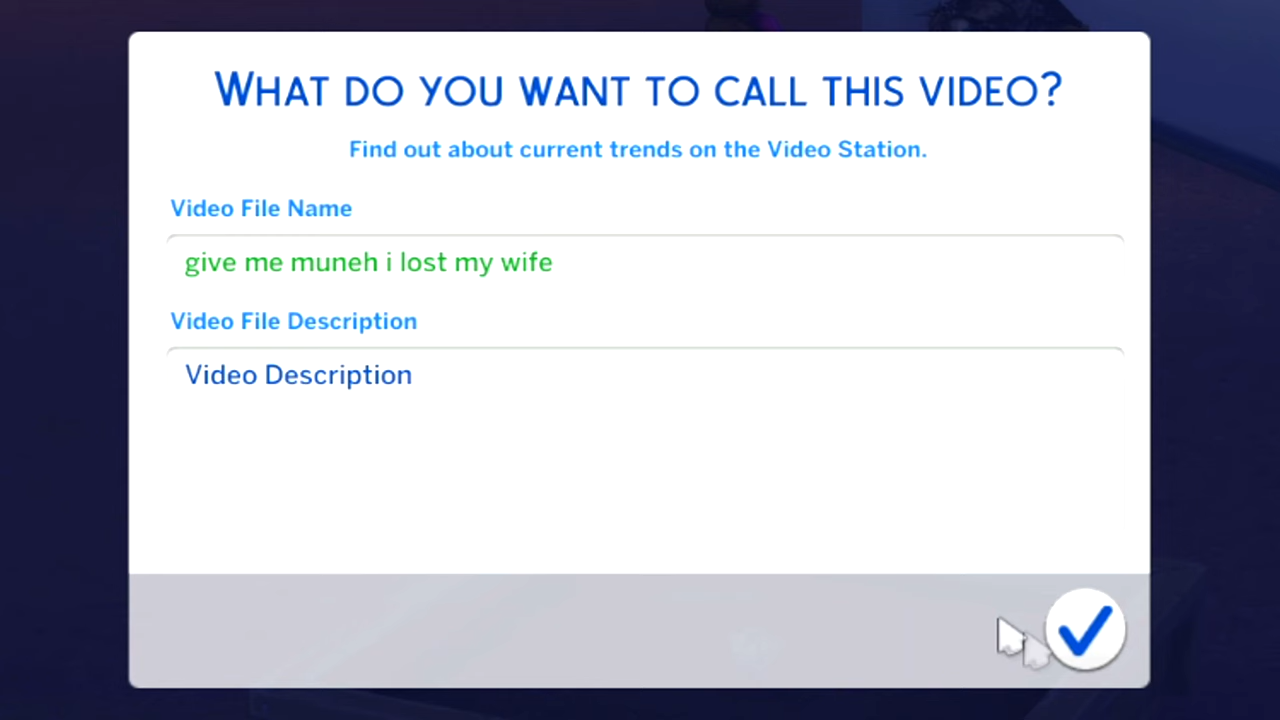 WHAT DO YOU WANT TO CALL THIS VIDEO?
Find out about current trends on the Video Station.
Video File Name
give me muneh i lost my wife
Video File Description
Video Description